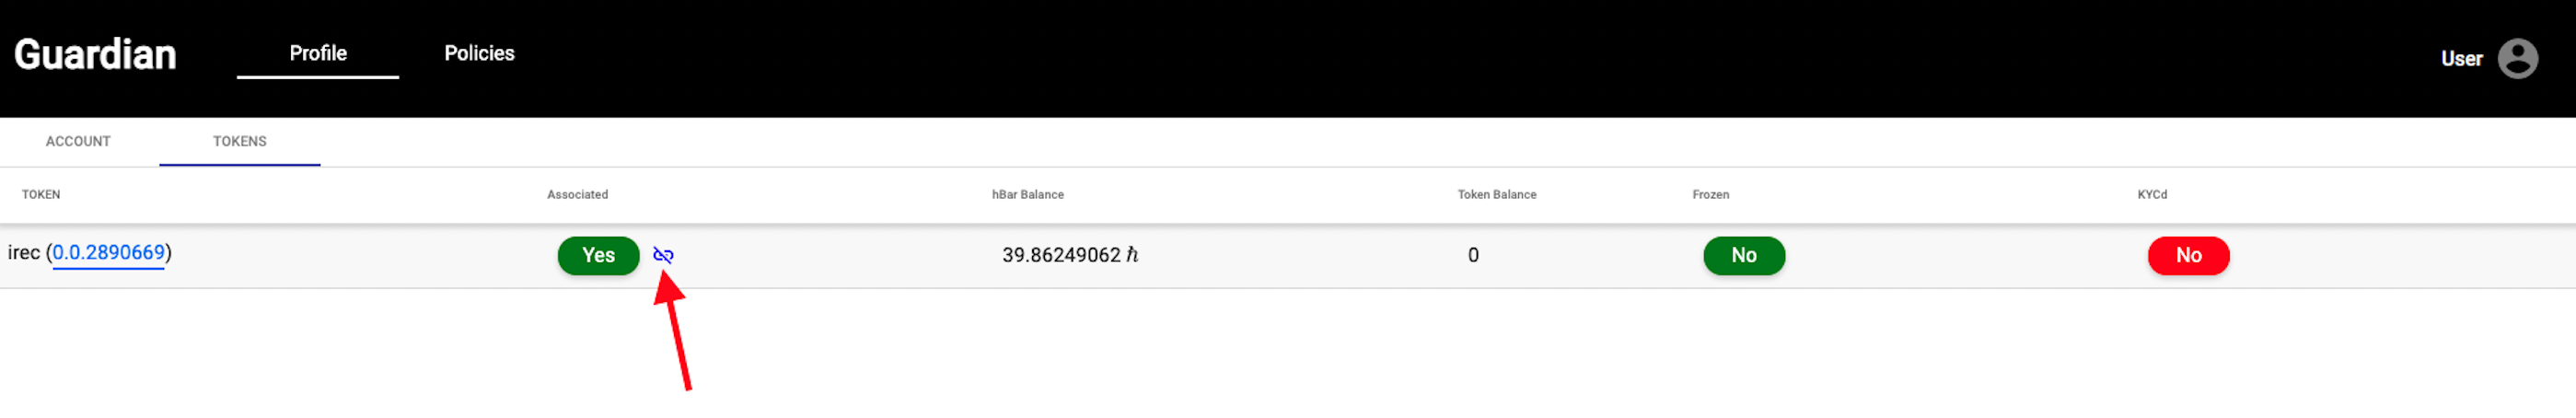 Guardian Profile Policies User
ACCOUNT TOKENS
TOKEN Associated hBar Balance Token Balance Frozen KYCd
irec (0.0.2890669) Yes 39.86249062 ℏ 0 No No